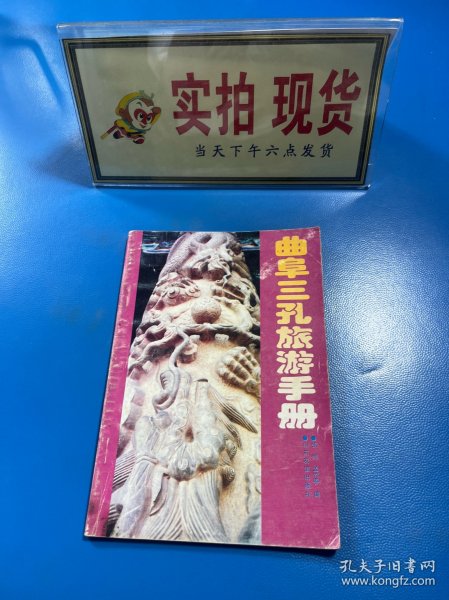 实拍 现货
当天下午六点发货
曲阜三孔旅游手册
孔夫子旧书网
www.kongfz.com